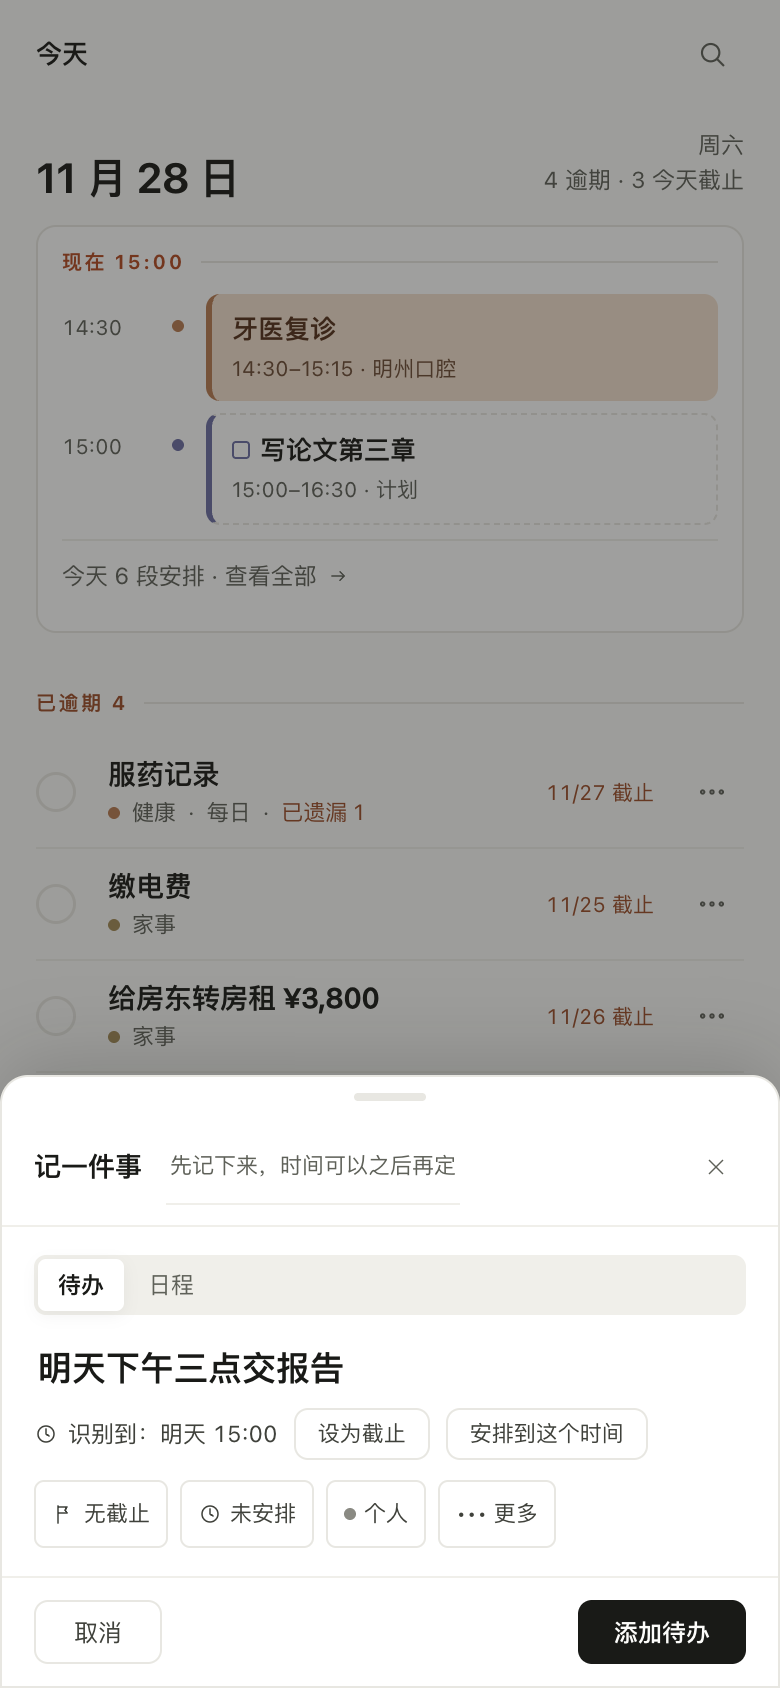 今天
周六
11 月 28 日
4 逾期 · 3 今天截止
现在 15:00
14:30
牙医复诊
14:30–15:15 · 明州口腔
15:00
写论文第三章
15:00–16:30 · 计划
今天 6 段安排 · 查看全部 →
已逾期 4
服药记录
健康 · 每日 · 已遗漏 1
11/27 截止
缴电费
家事
11/25 截止
给房东转房租 ¥3,800
家事
11/26 截止
记一件事 先记下来，时间可以之后再定
待办 日程
明天下午三点交报告
识别到：明天 15:00 设为截止 安排到这个时间
无截止 未安排 个人 ··· 更多
取消 添加待办